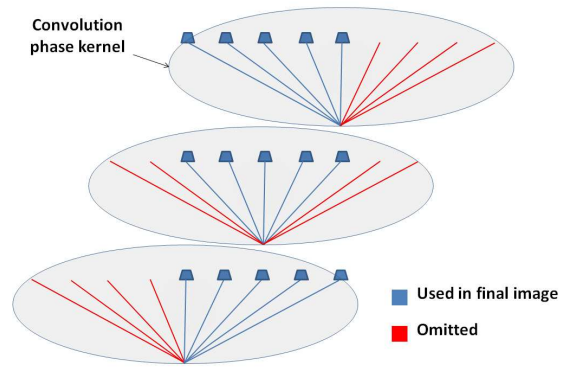 Convolution
phase kernel
Used in final image
Omitted